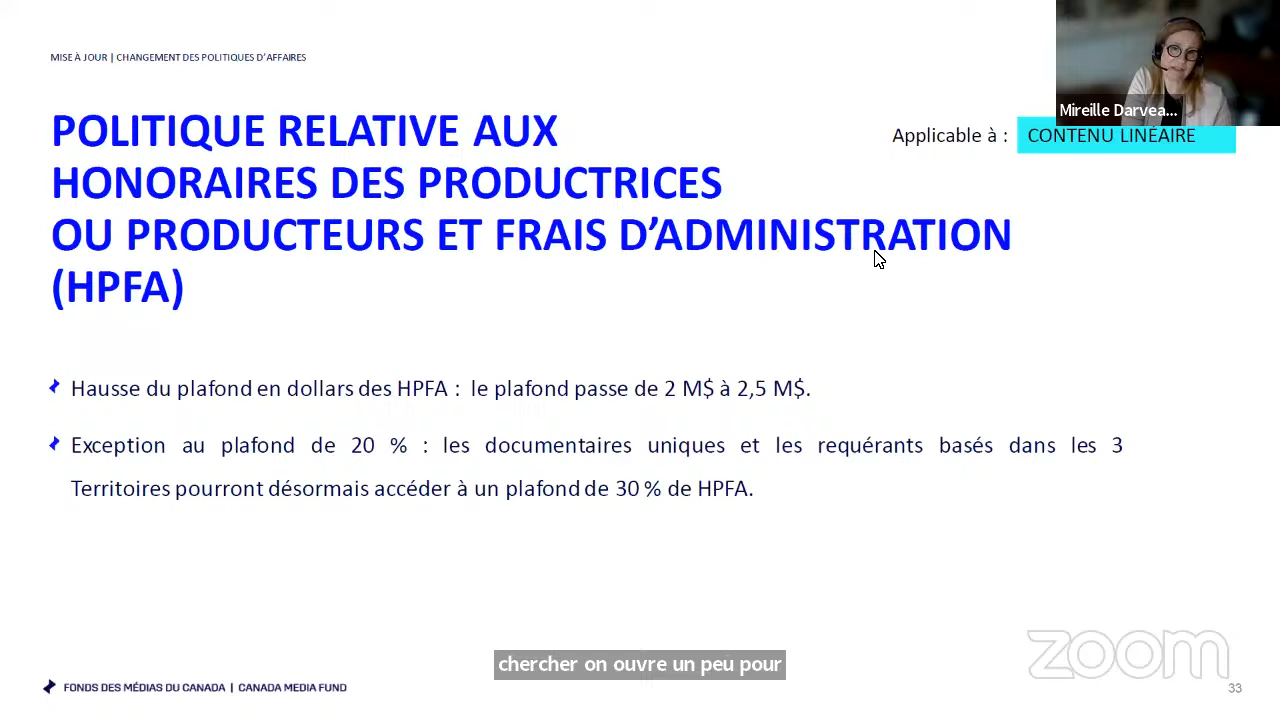 MISE À JOUR | CHANGEMENT DES POLITIQUES D'AFFAIRES
Mireille Darvea...
POLITIQUE RELATIVE AUX
HONORAIRES DES PRODUCTRICES
OU PRODUCTEURS ET FRAIS D'ADMINISTRATION
(HPFA)
Applicable à : CONTENU LINÉAIRE
Hausse du plafond en dollars des HPFA : le plafond passe de 2 M$ à 2,5 M$.
Exception au plafond de 20 % : les documentaires uniques et les requérants basés dans les 3
Territoires pourront désormais accéder à un plafond de 30 % de HPFA.
chercher on ouvre un peu pour
zoom
FONDS DES MÉDIAS DU CANADA | CANADA MEDIA FUND
33